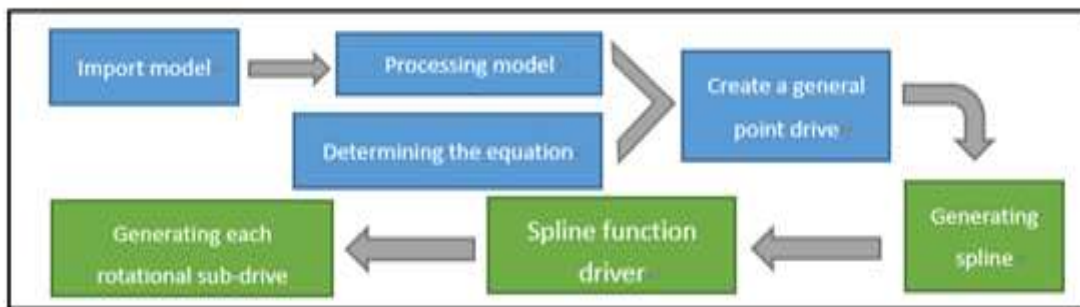 Import model
Processing model
Determining the equation
Create a general
point drive
Generating
spline
Spline function
driver
Generating each
rotational sub-drive